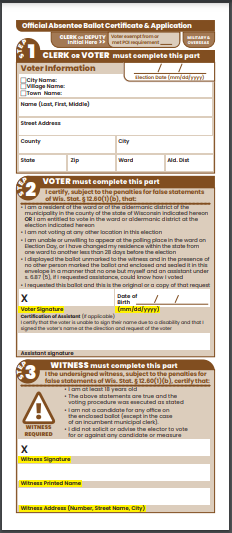 Official Absentee Ballot Certificate & Application
1
CLERK or DEPUTY
Initial Here >>
Voter exempt from or
met POI requirement
MILITARY &
OVERSEAS
CLERK or VOTER must complete this part
Voter Information
City Name:
Village Name:
Town Name:
/ /
Election Date (mm/dd/yyyy)
Name (Last, First, Middle)
Street Address
County City
State Zip Ward Ald. Dist
2
VOTER must complete this part
I certify, subject to the penalties for false statements
of Wis. Stat. § 12.60(1)(b), that:
• I am a resident of the ward or of the aldermanic district of the
municipality in the county of the state of Wisconsin indicated hereon
OR I am entitled to vote in the ward or aldermanic district at the
election indicated hereon
• I am not voting at any other location in this election
• I am unable or unwilling to appear at the polling place in the ward on
Election Day, or I have changed my residence within the state from
one ward to another less than 28 days before the election
• I displayed the ballot unmarked to the witness and in the presence of
no other person marked the ballot and enclosed and sealed it in this
envelope in a manner that no one but myself and an assistant under
s. 6.87 (5), if I requested assistance, could know how I voted
• I requested this ballot and this is the original or a copy of that request
X
Date of
Birth / /
Voter Signature (mm/dd/yyyy)
Certification of Assistant (if applicable)
I certify that the voter is unable to sign their name due to a disability and that I
signed the voter's name at the direction and request of the voter
Assistant signature
3
WITNESS must complete this part
I the undersigned witness, subject to the penalties for
false statements of Wis. Stat. § 12.60(1)(b), certify that:
WITNESS
REQUIRED
• I am at least 18 years old
• The above statements are true and the
voting procedure was executed as stated
• I am not a candidate for any office on
the enclosed ballot (except in the case
of an incumbent municipal clerk).
• I did not solicit or advise the elector to vote
for or against any candidate or measure
X
Witness Signature
Witness Printed Name
Witness Address (Number, Street Name, City)